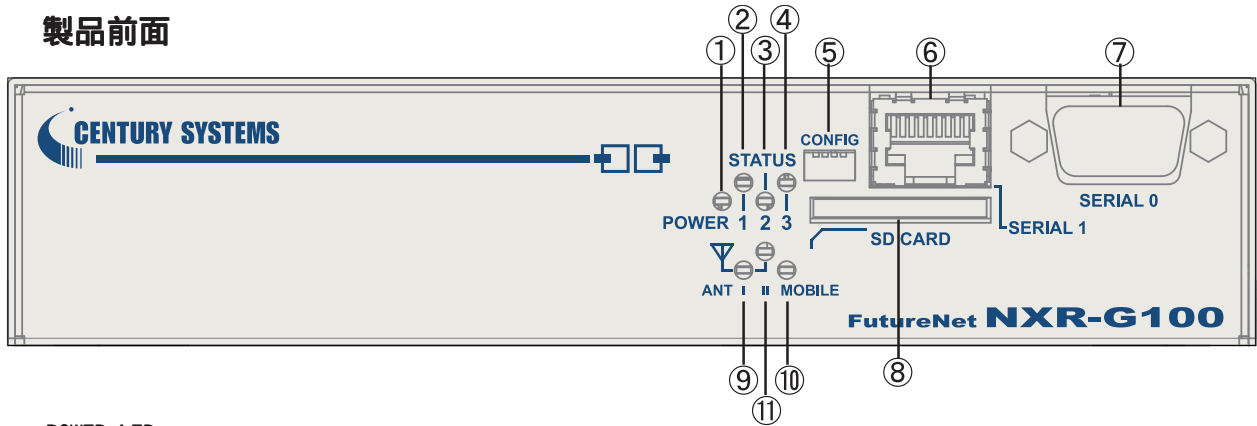 製品前面
① ② ③ ④ ⑤ ⑥ ⑦
CENTURY SYSTEMS
STATUS
CONFIG
POWER 1 2 3
SERIAL 0
SERIAL 1
SD CARD
ANT I II MOBILE
FutureNet NXR-G100
⑨ ⑪ ⑩ ⑧